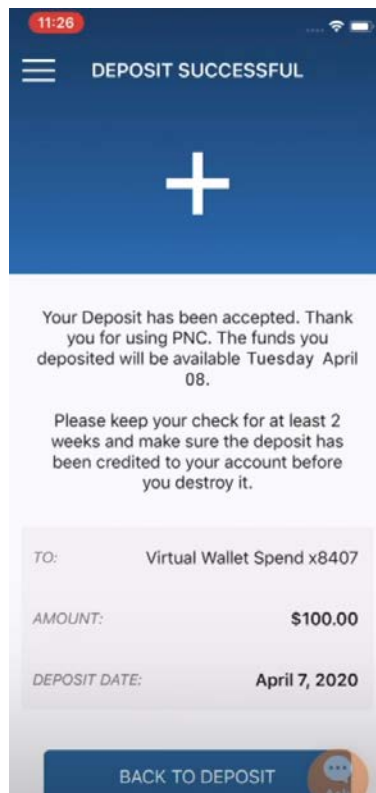 11:26
DEPOSIT SUCCESSFUL
Your Deposit has been accepted. Thank
you for using PNC. The funds you
deposited will be available Tuesday April
08.
Please keep your check for at least 2
weeks and make sure the deposit has
been credited to your account before
you destroy it.
TO: Virtual Wallet Spend x8407
AMOUNT: $100.00
DEPOSIT DATE: April 7, 2020
BACK TO DEPOSIT